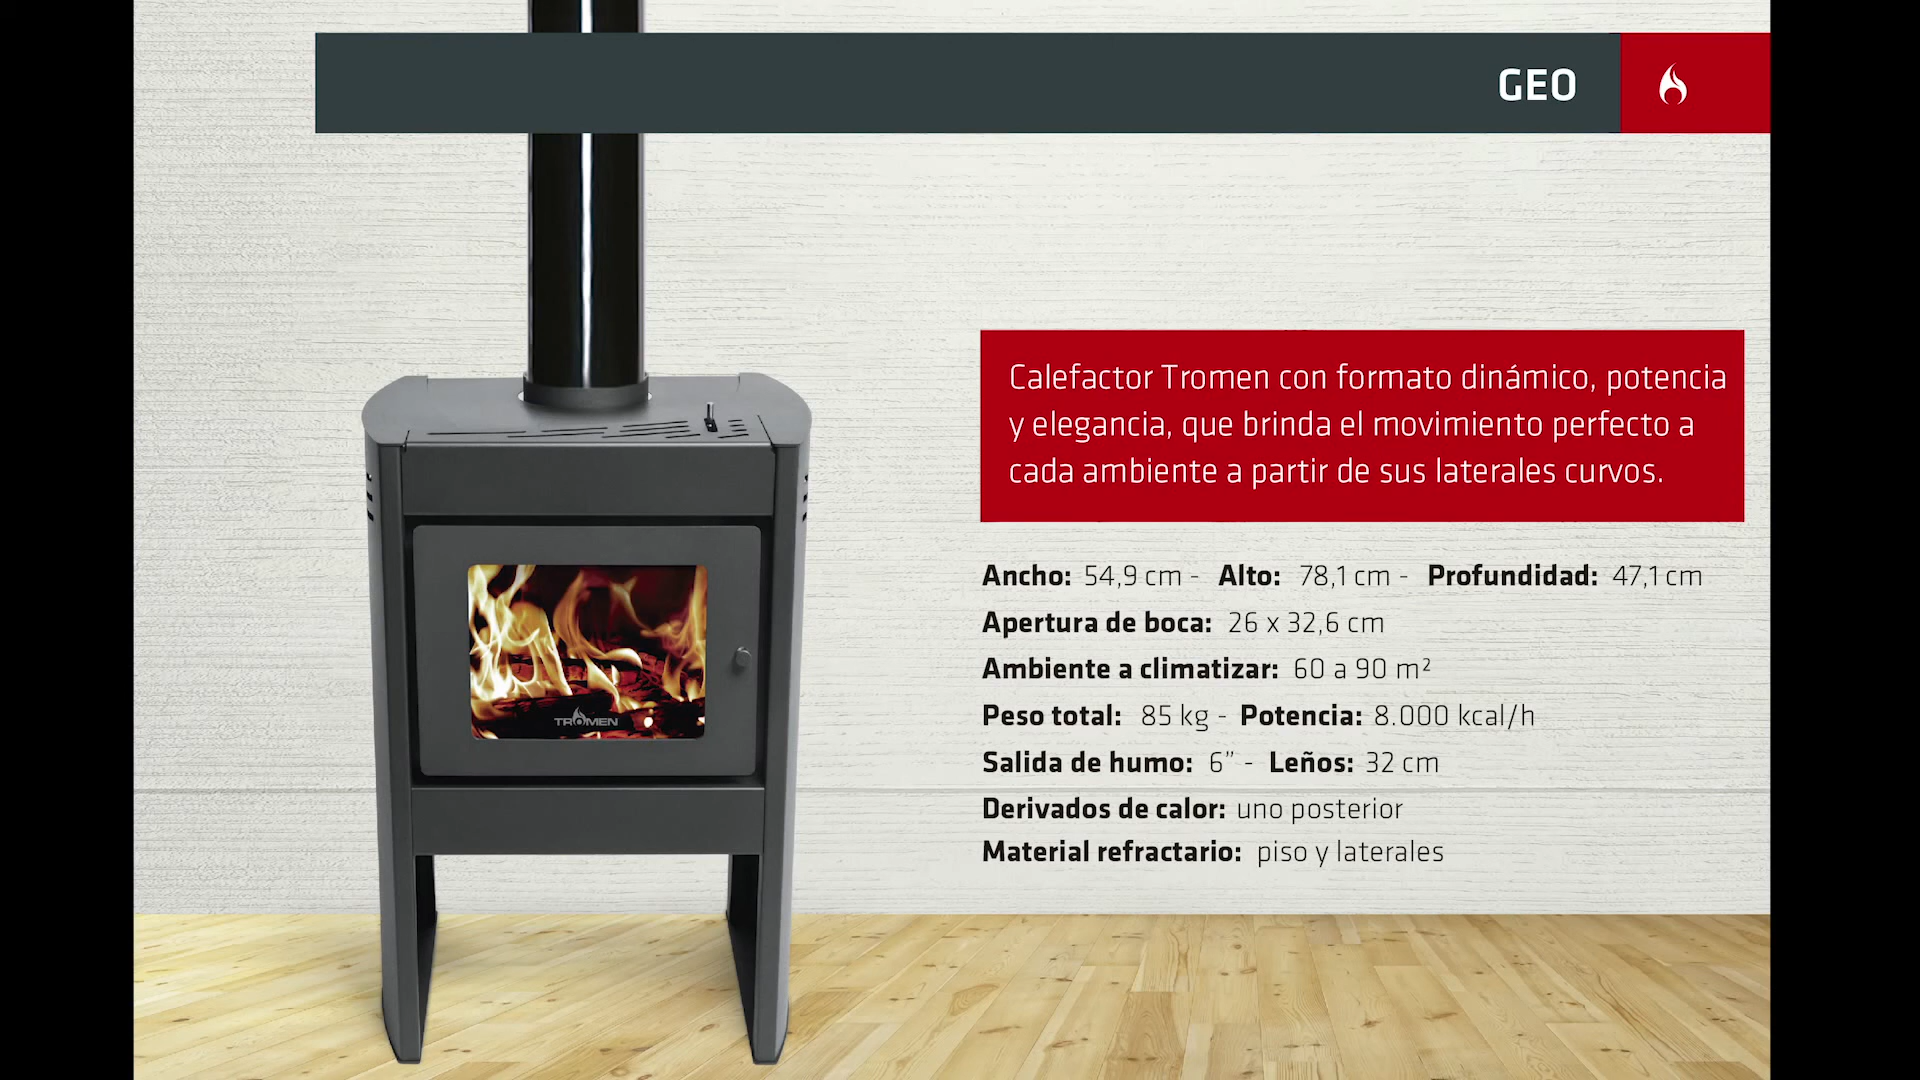 GEO
Calefactor Tromen con formato dinámico, potencia
y elegancia, que brinda el movimiento perfecto a
cada ambiente a partir de sus laterales curvos.
Ancho: 54,9 cm - Alto: 78,1 cm - Profundidad: 47,1 cm
Apertura de boca: 26 x 32,6 cm
Ambiente a climatizar: 60 a 90 m²
Peso total: 85 kg - Potencia: 8.000 kcal/h
Salida de humo: 6” - Leños: 32 cm
Derivados de calor: uno posterior
Material refractario: piso y laterales
TROMEN